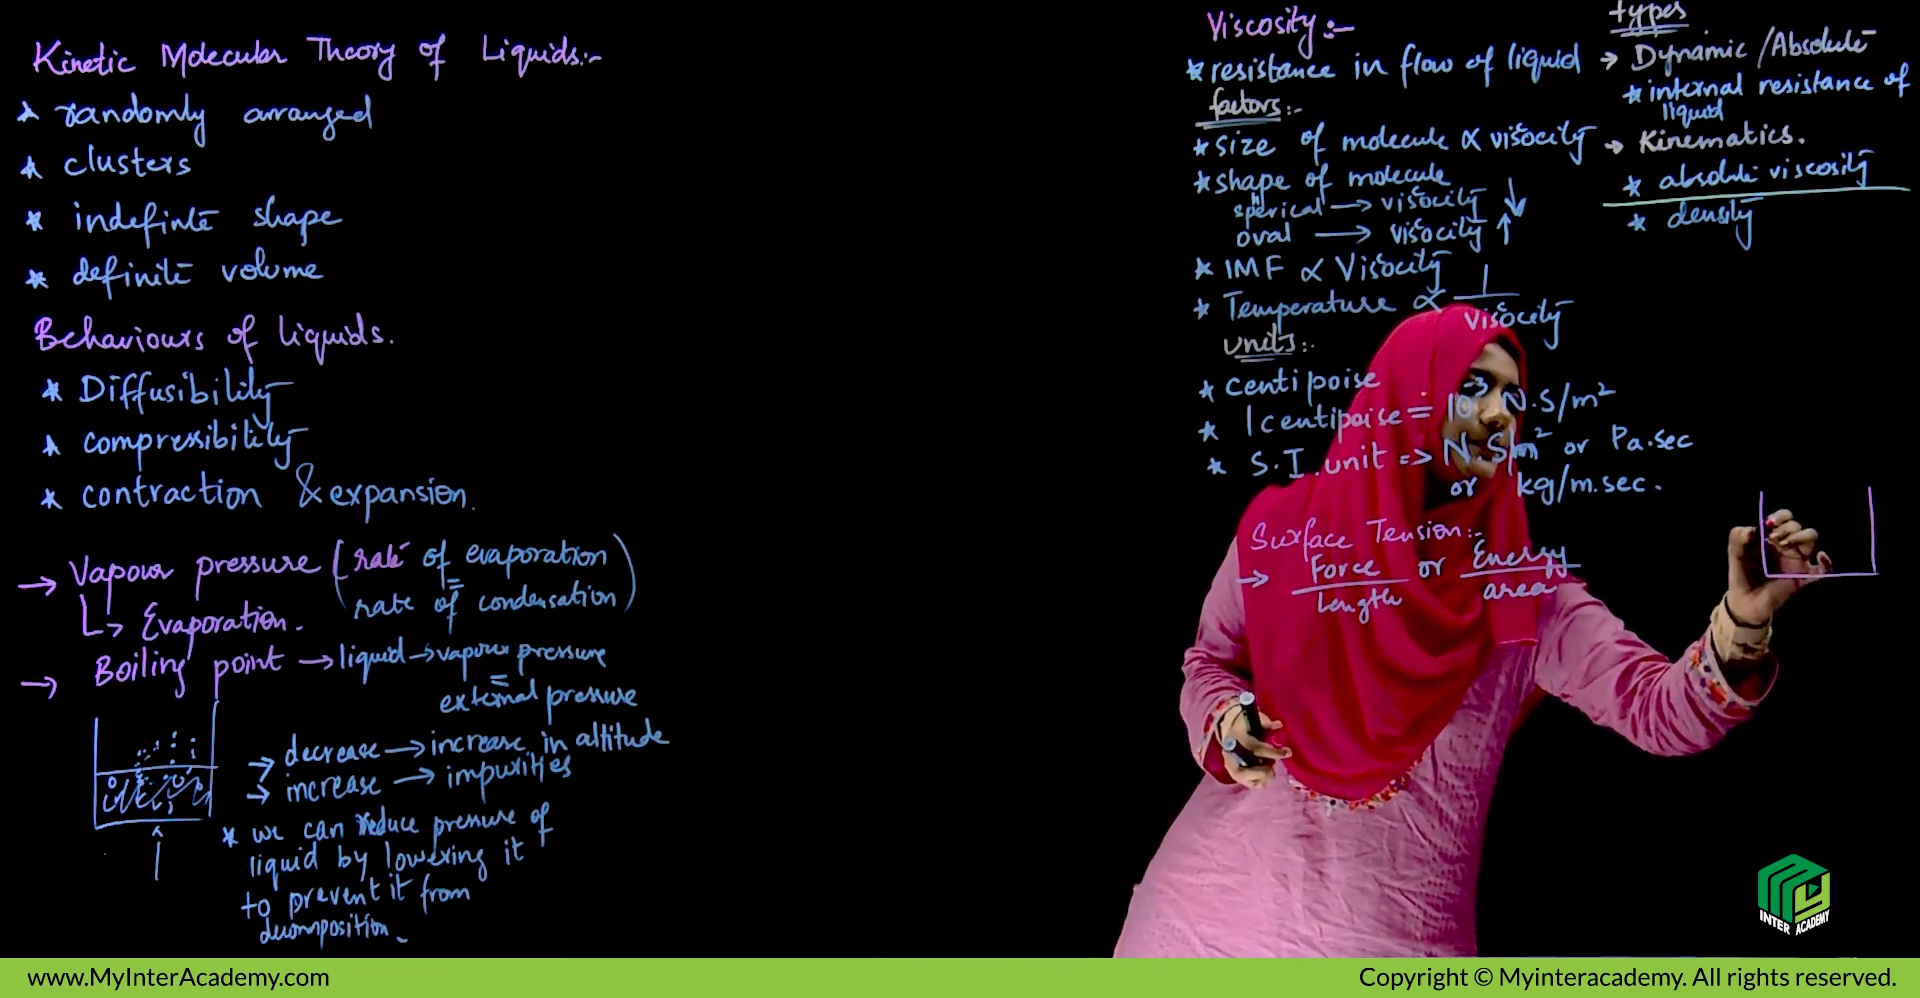 Kinetic Molecular Theory of Liquids:-
* randomly arranged
* clusters
* indefinte shape
* definite volume
Behaviours of liquids.
* Diffusibility
* compressibility
* contraction & expansion.
→ Vapour pressure (rate of evaporation
=
rate of condensation)
↳ Evaporation.
→ Boiling point → liquid → vapour pressure
=
external pressure
→ decrease → increase in altitude
→ increase → impurities
* we can reduce pressure of
liquid by lowering it
to prevent it from
decomposition.
Viscosity:-
* resistance in flow of liquid
factors:-
* size of molecule ∝ visocity
* shape of molecule
spherical → visocity ↓
oval → visocity ↑
* IMF ∝ Visocity
* Temperature ∝ 1
visocity
units:-
* centipoise
* 1 centipoise = 10⁻³ N.S/m²
* S.I. unit => N.S/m² or Pa.sec
or kg/m.sec.
Surface Tension:-
→ Force or Energy
Length area
types
→ Dynamic/Absolute
* internal resistance of
liquid
→ Kinematics.
* absolute viscosity
* density
INTER ACADEMY
www.MyInterAcademy.com
Copyright © Myinteracademy. All rights reserved.